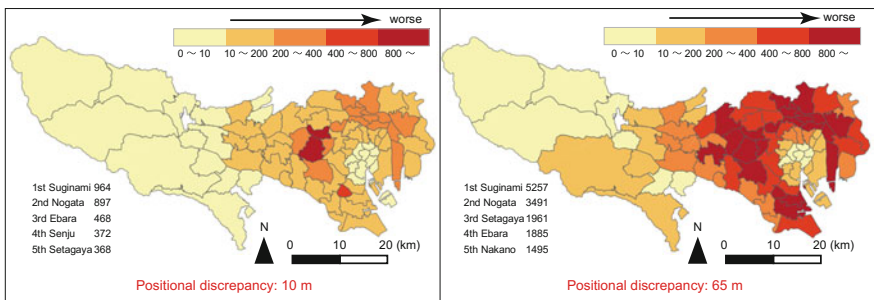 worse
0 ～ 10 10 ～ 200 200 ～ 400 400 ～ 800 800 ～
1st Suginami 964
2nd Nogata 897
3rd Ebara 468
4th Senju 372
5th Setagaya 368
N
0 10 20 (km)
Positional discrepancy: 10 m
worse
0 ～ 10 10 ～ 200 200 ～ 400 400 ～ 800 800 ～
1st Suginami 5257
2nd Nogata 3491
3rd Setagaya 1961
4th Ebara 1885
5th Nakano 1495
N
0 10 20 (km)
Positional discrepancy: 65 m